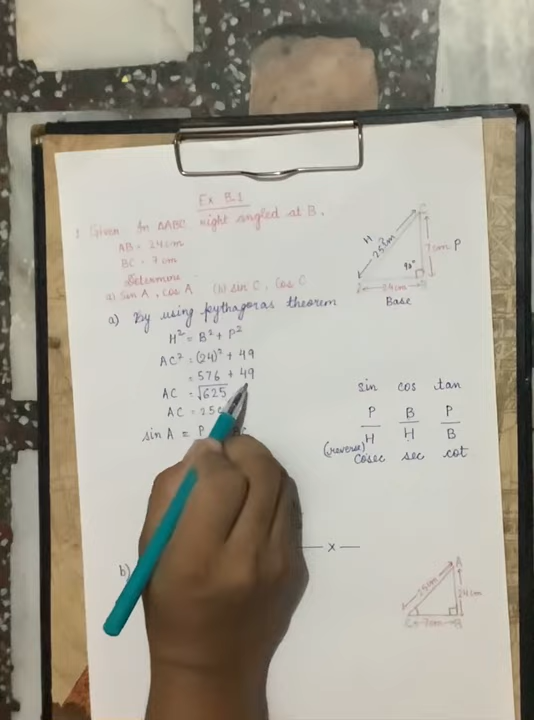 Ex 8.1
1 Given In ΔABC right angled at B.
AB = 24 cm
BC = 7 cm
Determine
a) Sin A, cos A (b) sin C, Cos C
a) By using pythagoras theorem
H² = B² + P²
AC² = (24)² + 49
= 576 + 49
AC = √625
AC = 25c
sin A = P
H
25cm
7cm P
90°
B
24cm
Base
sin cos tan
P B P
H H B
(reverse)
cosec sec cot
x
b)
A
25cm
24cm
7cm
B